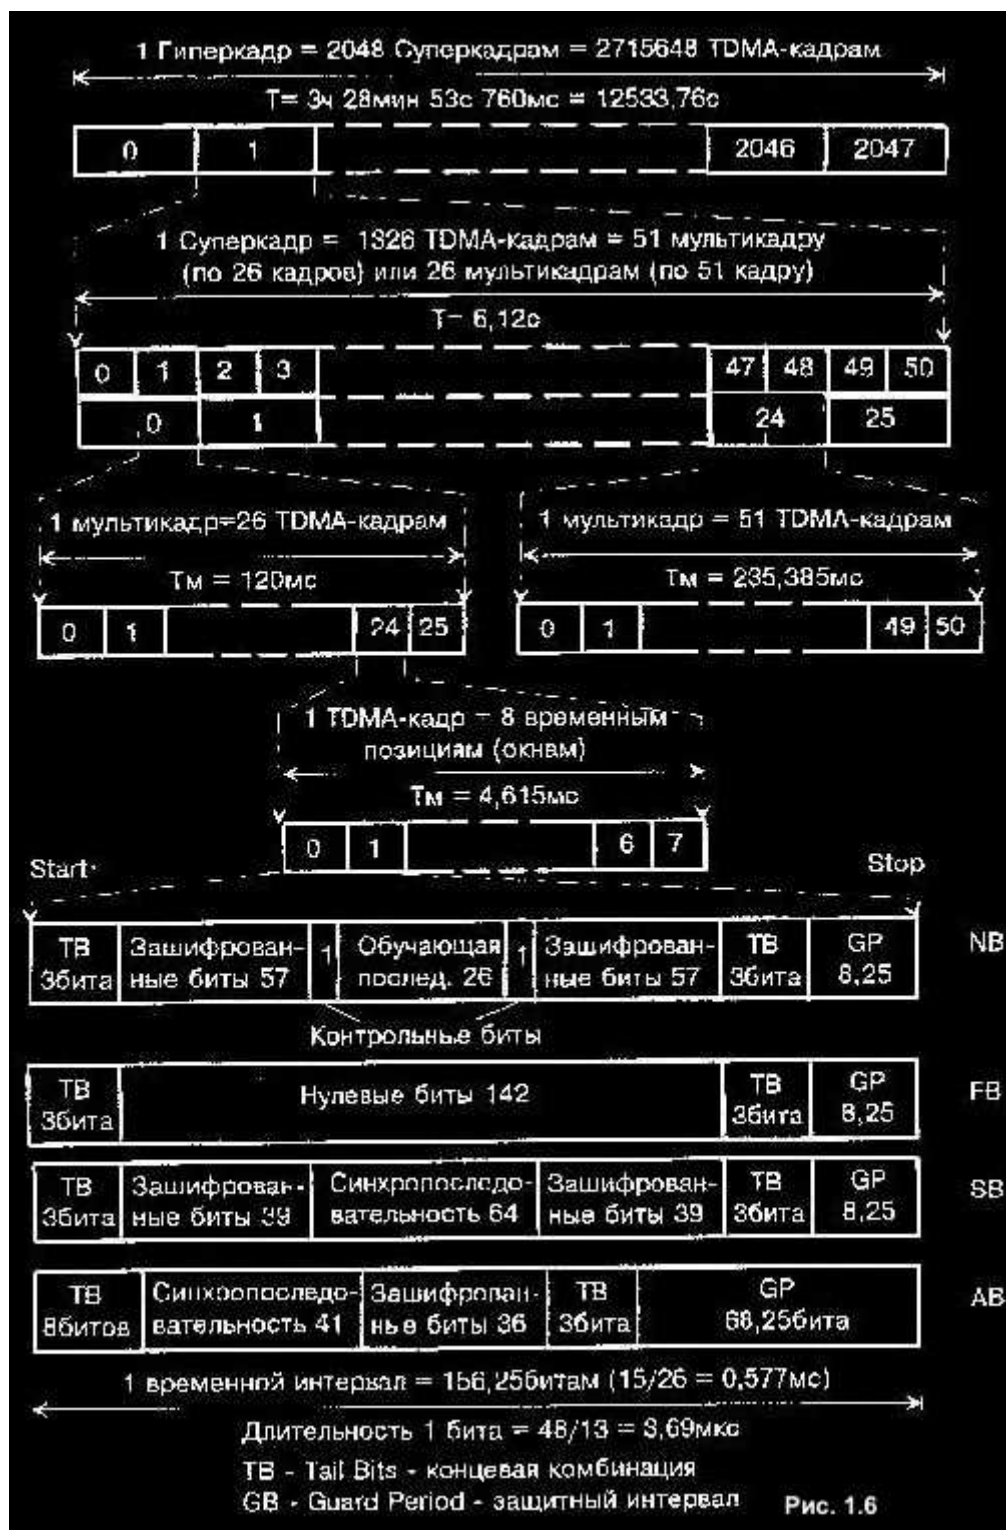 1 Гиперкадр = 2048 Суперкадрам = 2715648 TDMA-кадрам
T= 3ч 28мин 53с 760мс = 12533,76с
0 1 2046 2047
1 Суперкадр = 1326 TDMA-кадрам = 51 мультикадру
(по 26 кадров) или 26 мультикадрам (по 51 кадру)
T= 6,12с
0 1 2 3 47 48 49 50
0 1 24 25
1 мультикадр=26 TDMA-кадрам
1 мультикадр = 51 TDMA-кадрам
Tм = 120мс
Tм = 235,385мс
0 1 24 25
0 1 49 50
1 TDMA-кадр = 8 временным
позициям (окнам)
Tм = 4,615мс
0 1 6 7
Start
Stop
TB Зашифрован- 1 Обучающая 1 Зашифрован- TB GP NB
3бита ные биты 57 послед. 26 ные биты 57 3бита 8,25
Контрольные биты
TB Нулевые биты 142 TB GP FB
3бита 3бита 8,25
TB Зашифрован- Синхропоследо- Зашифрован- TB GP SB
3бита ные биты 39 вательность 64 ные биты 39 3бита 8,25
TB Синхропоследо- Зашифрован- TB GP AB
8битов вательность 41 ные биты 36 3бита 68,25бита
1 временной интервал = 156,25битам (15/26 = 0,577мс)
Длительность 1 бита = 48/13 = 3,69мкс
TB - Tail Bits - концевая комбинация
GB - Guard Period - защитный интервал
Рис. 1.6